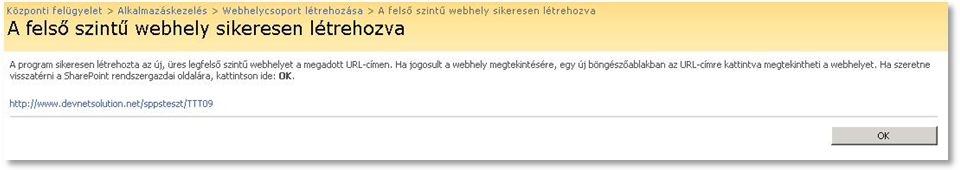 Központi felügyelet > Alkalmazáskezelés > Webhelycsoport létrehozása > A felső szintű webhely sikeresen létrehozva
A felső szintű webhely sikeresen létrehozva
A program sikeresen létrehozta az új, üres legfelső szintű webhelyet a megadott URL-címen. Ha jogosult a webhely megtekintésére, egy új böngészőablakban az URL-címre kattintva megtekintheti a webhelyet. Ha szeretne
visszatérni a SharePoint rendszergazdai oldalára, kattintson ide: OK.
http://www.devnetsolution.net/sppsteszt/TTT09
OK